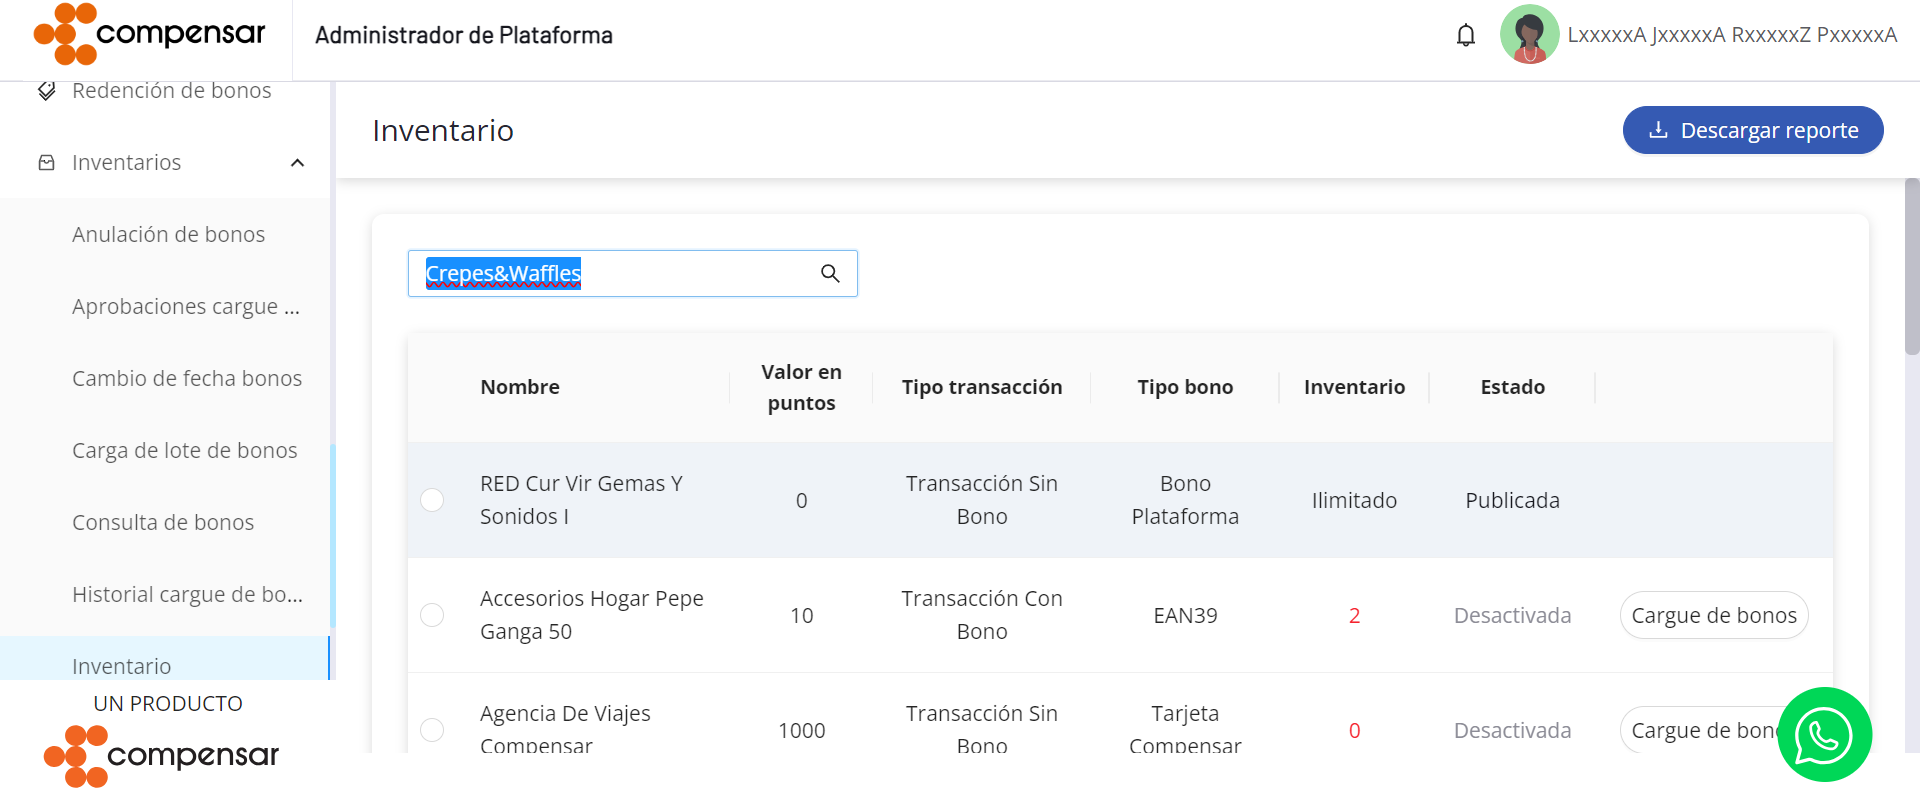 compensar
Administrador de Plataforma
LxxxxxA JxxxxxA RxxxxxZ PxxxxxA
Redención de bonos
Inventarios
Anulación de bonos
Aprobaciones cargue ...
Cambio de fecha bonos
Carga de lote de bonos
Consulta de bonos
Historial cargue de bo...
Inventario
UN PRODUCTO
compensar
Inventario
Descargar reporte
Crepes&Waffles
Nombre
Valor en
puntos
Tipo transacción
Tipo bono
Inventario
Estado
RED Cur Vir Gemas Y
Sonidos I
0
Transacción Sin
Bono
Bono
Plataforma
Ilimitado
Publicada
Accesorios Hogar Pepe
Ganga 50
10
Transacción Con
Bono
EAN39
2
Desactivada
Cargue de bonos
Agencia De Viajes
Compensar
1000
Transacción Sin
Bono
Tarjeta
Compensar
0
Desactivada
Cargue de bon